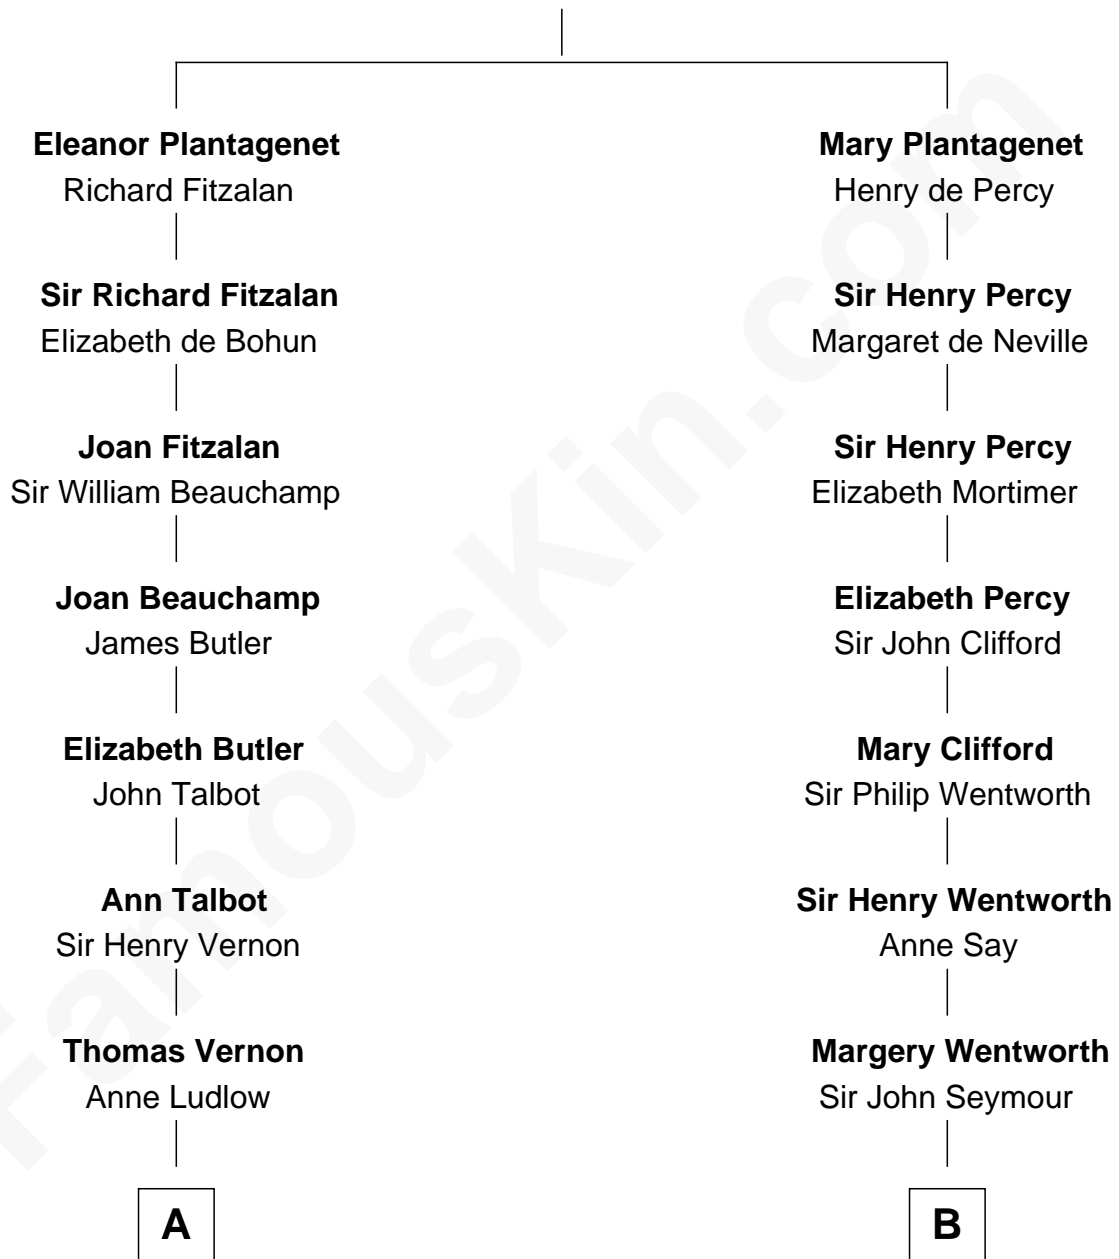 Eleanor Plantagenet
Richard Fitzalan
Sir Richard Fitzalan
Elizabeth de Bohun
Joan Fitzalan
Sir William Beauchamp
Joan Beauchamp
James Butler
Elizabeth Butler
John Talbot
Ann Talbot
Sir Henry Vernon
Thomas Vernon
Anne Ludlow
A
Mary Plantagenet
Henry de Percy
Sir Henry Percy
Margaret de Neville
Sir Henry Percy
Elizabeth Mortimer
Elizabeth Percy
Sir John Clifford
Mary Clifford
Sir Philip Wentworth
Sir Henry Wentworth
Anne Say
Margery Wentworth
Sir John Seymour
B
FamousKin.com